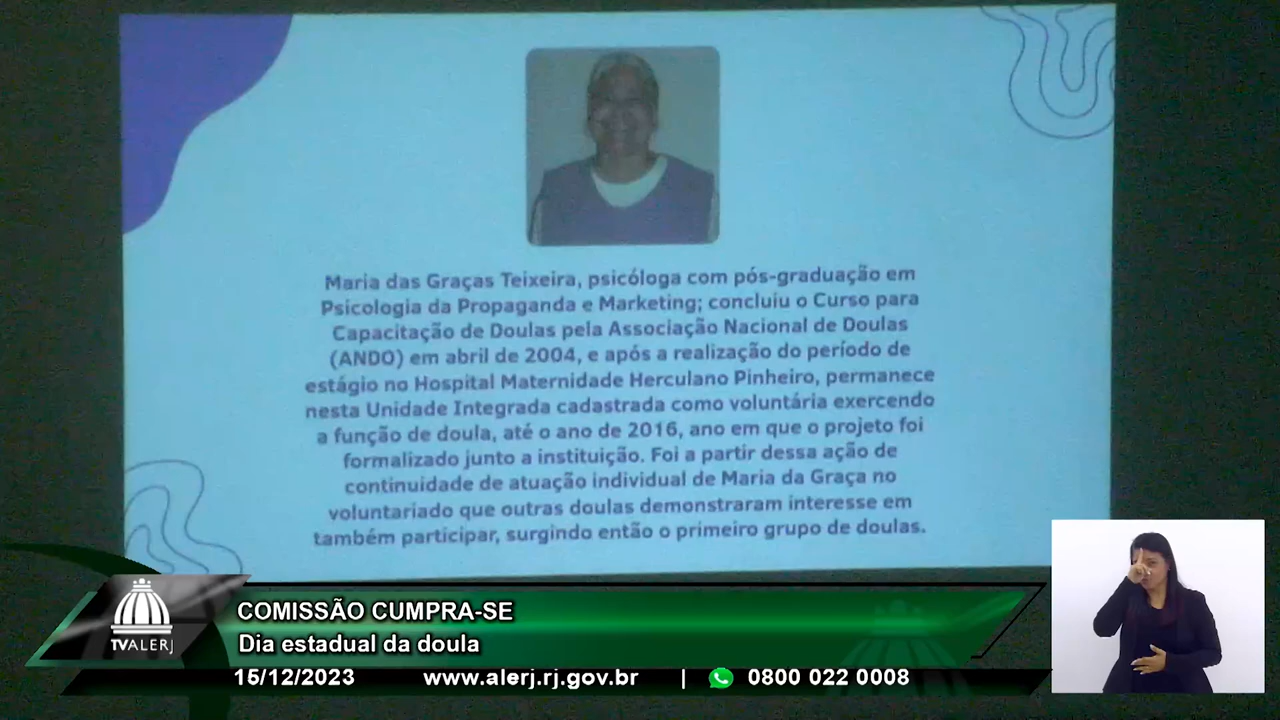 Maria das Graças Teixeira, psicóloga com pós-graduação em
Psicologia da Propaganda e Marketing; concluiu o Curso para
Capacitação de Doulas pela Associação Nacional de Doulas
(ANDO) em abril de 2004, e após a realização do período de
estágio no Hospital Maternidade Herculano Pinheiro, permanece
nesta Unidade Integrada cadastrada como voluntária exercendo
a função de doula, até o ano de 2016, ano em que o projeto foi
formalizado junto a instituição. Foi a partir dessa ação de
continuidade de atuação individual de Maria da Graça no
voluntariado que outras doulas demonstraram interesse em
também participar, surgindo então o primeiro grupo de doulas.
TVALERJ
COMISSÃO CUMPRA-SE
Dia estadual da doula
15/12/2023 www.alerj.rj.gov.br | 0800 022 0008